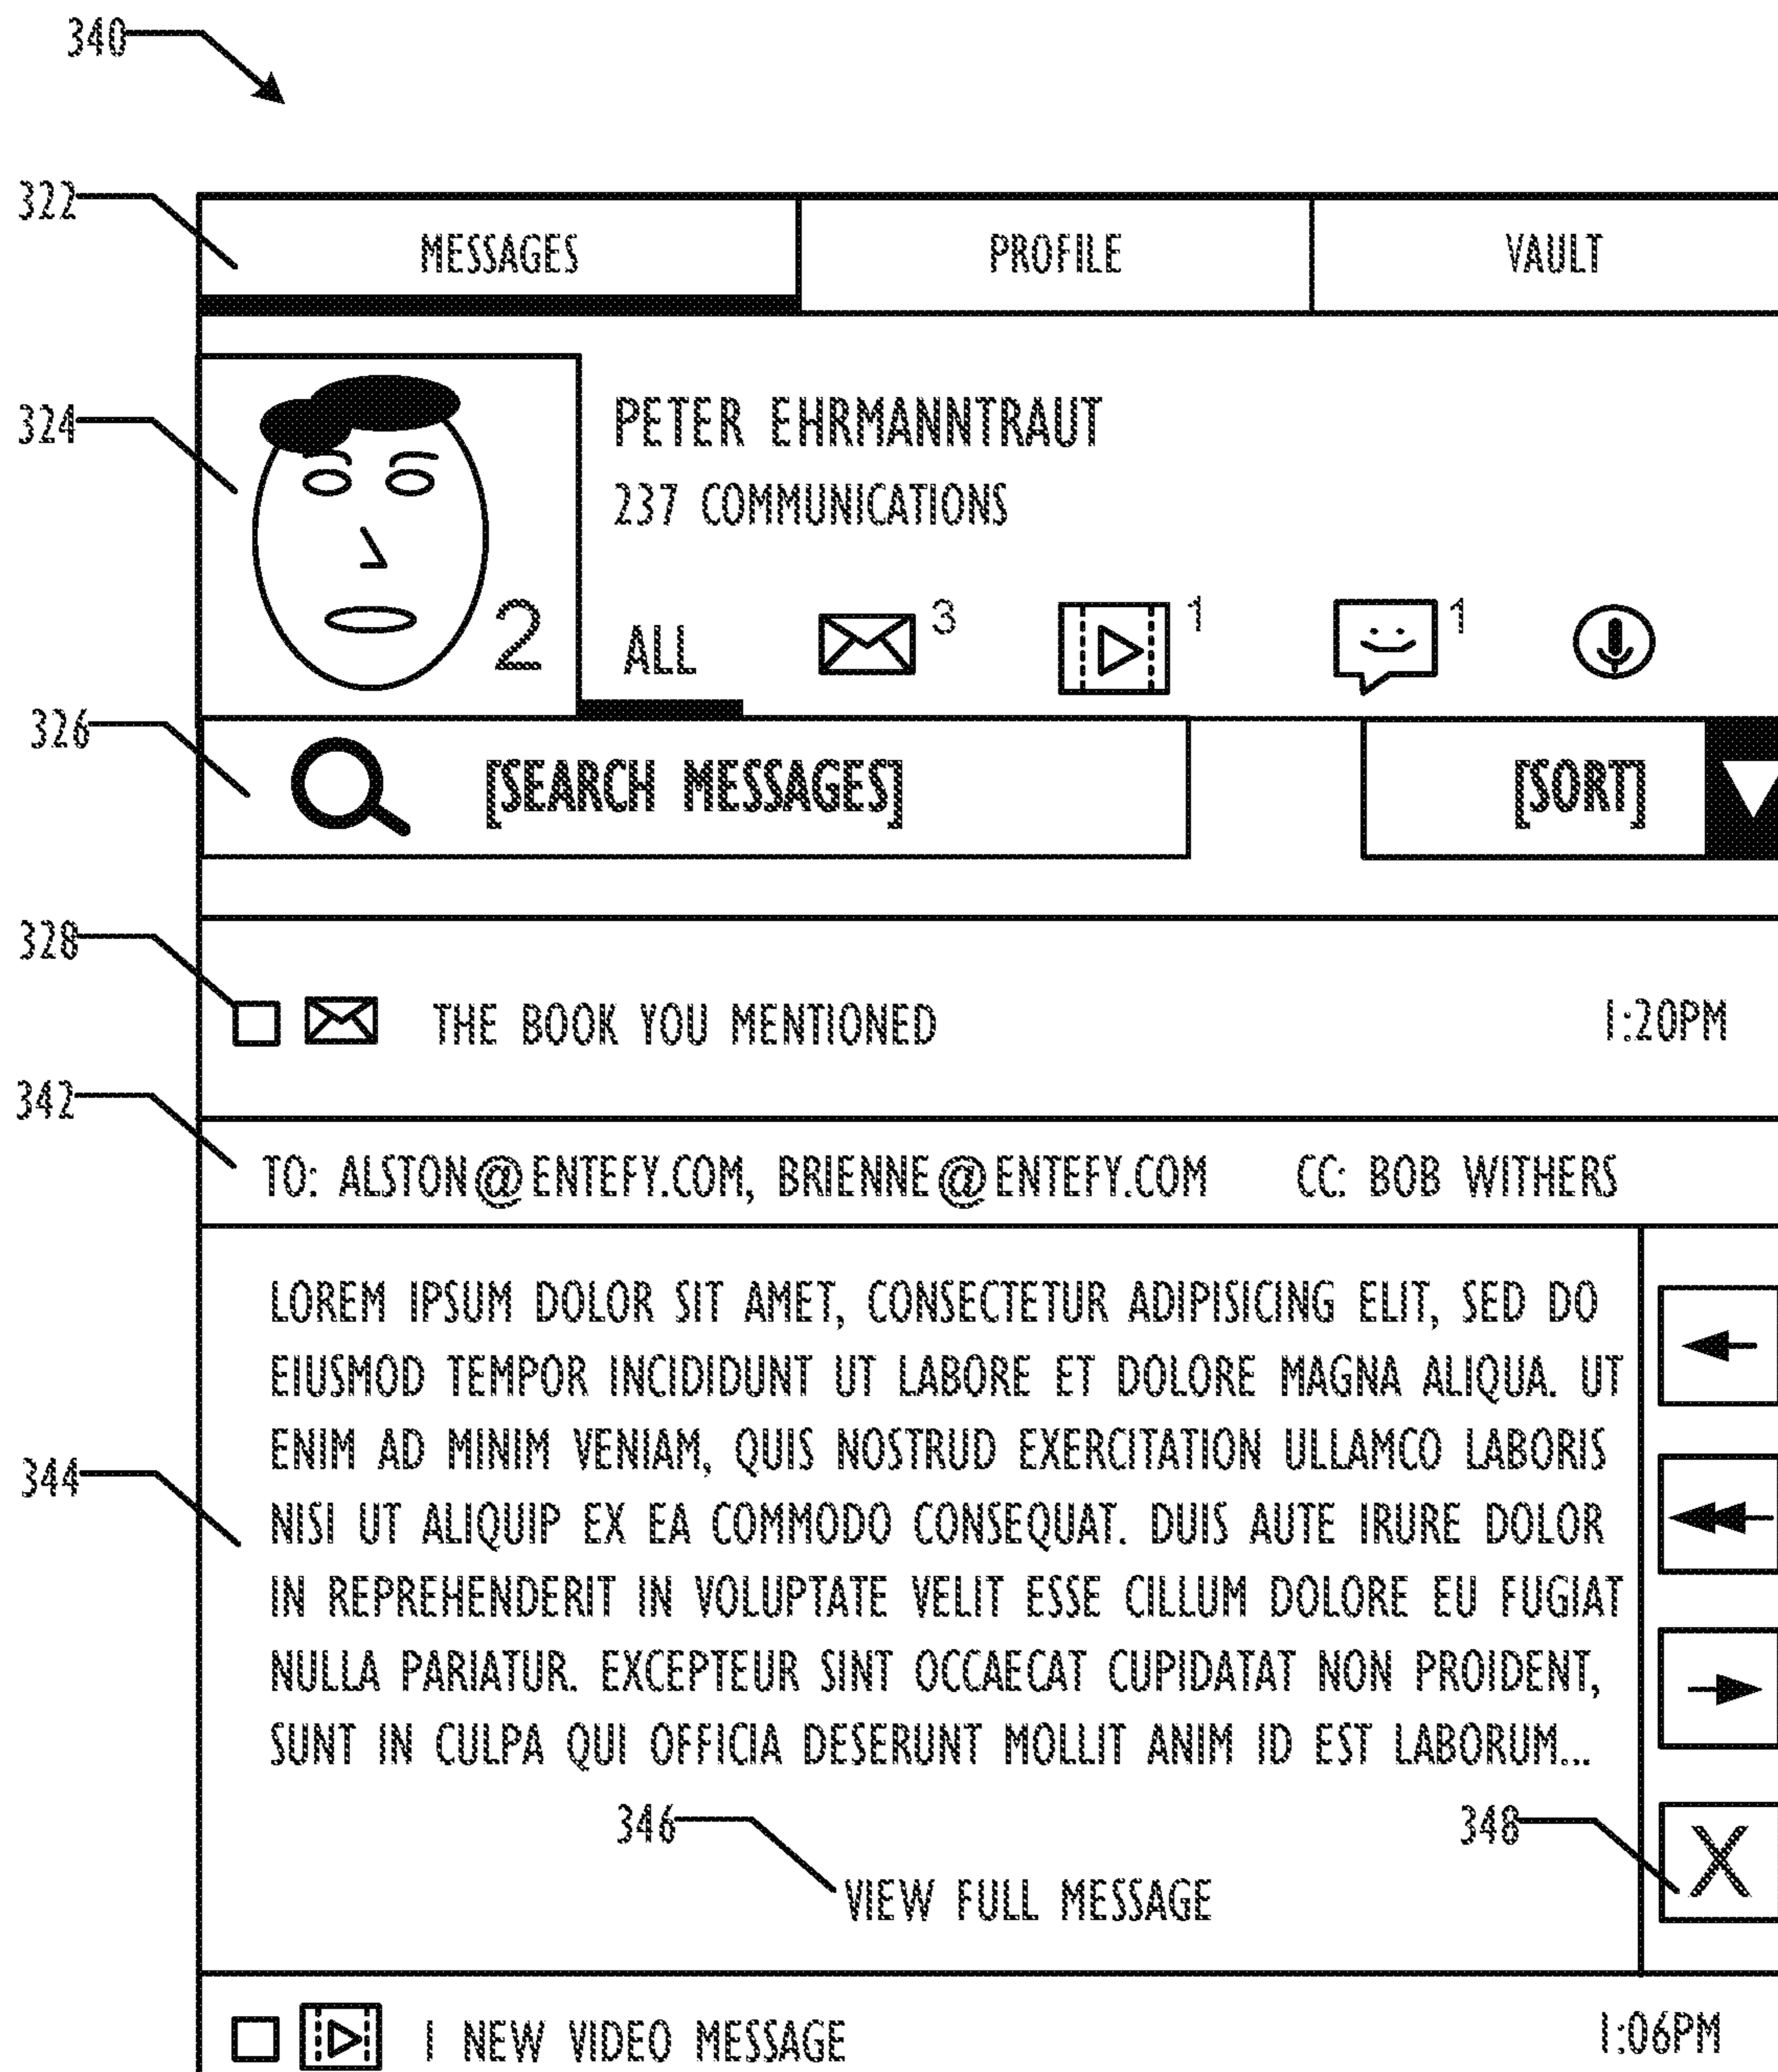 340
322
MESSAGES PROFILE VAULT
324
PETER EHRMANNTRAUT
237 COMMUNICATIONS
2 ALL 3 1 1
326
[SEARCH MESSAGES] [SORT]
328
THE BOOK YOU MENTIONED 1:20PM
342
TO: ALSTON@ENTEFY.COM, BRIENNE@ENTEFY.COM CC: BOB WITHERS
LOREM IPSUM DOLOR SIT AMET, CONSECTETUR ADIPISICING ELIT, SED DO
EIUSMOD TEMPOR INCIDIDUNT UT LABORE ET DOLORE MAGNA ALIQUA. UT
ENIM AD MINIM VENIAM, QUIS NOSTRUD EXERCITATION ULLAMCO LABORIS
344
NISI UT ALIQUIP EX EA COMMODO CONSEQUAT. DUIS AUTE IRURE DOLOR
IN REPREHENDERIT IN VOLUPTATE VELIT ESSE CILLUM DOLORE EU FUGIAT
NULLA PARIATUR. EXCEPTEUR SINT OCCAECAT CUPIDATAT NON PROIDENT,
SUNT IN CULPA QUI OFFICIA DESERUNT MOLLIT ANIM ID EST LABORUM...
346 348
X
VIEW FULL MESSAGE
1 NEW VIDEO MESSAGE 1:06PM